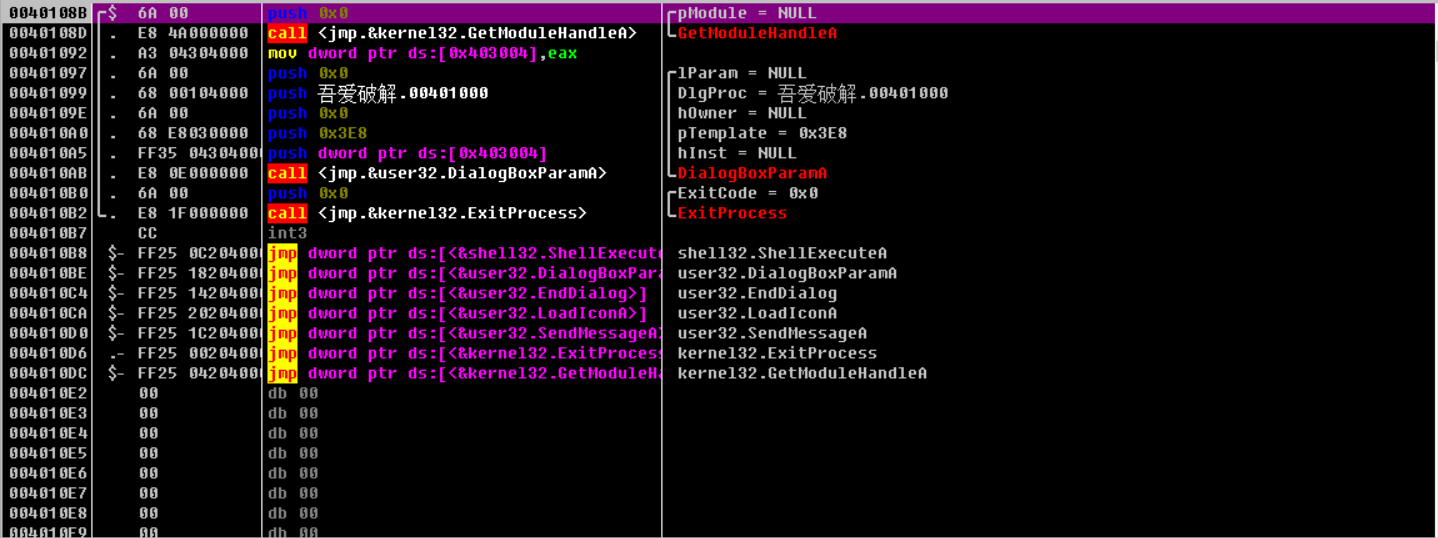 0040108B $ 6A 00 push 0x0 pModule = NULL
0040108D . E8 4A000000 call <jmp.&kernel32.GetModuleHandleA> GetModuleHandleA
00401092 . A3 04304000 mov dword ptr ds:[0x403004],eax
00401097 . 6A 00 push 0x0 lParam = NULL
00401099 . 68 00104000 push 吾爱破解.00401000 DlgProc = 吾爱破解.00401000
0040109E . 6A 00 push 0x0 hOwner = NULL
004010A0 . 68 E8030000 push 0x3E8 pTemplate = 0x3E8
004010A5 . FF35 04304000 push dword ptr ds:[0x403004] hInst = NULL
004010AB . E8 0E000000 call <jmp.&user32.DialogBoxParamA> DialogBoxParamA
004010B0 . 6A 00 push 0x0 ExitCode = 0x0
004010B2 . E8 1F000000 call <jmp.&kernel32.ExitProcess> ExitProcess
004010B7 CC int3
004010B8 $- FF25 0C20400 jmp dword ptr ds:[<&shell32.ShellExecute shell32.ShellExecuteA
004010BE $- FF25 1820400 jmp dword ptr ds:[<&user32.DialogBoxPara user32.DialogBoxParamA
004010C4 $- FF25 1420400 jmp dword ptr ds:[<&user32.EndDialog>] user32.EndDialog
004010CA $- FF25 2020400 jmp dword ptr ds:[<&user32.LoadIconA>] user32.LoadIconA
004010D0 $- FF25 1C20400 jmp dword ptr ds:[<&user32.SendMessageA> user32.SendMessageA
004010D6 .- FF25 0020400 jmp dword ptr ds:[<&kernel32.ExitProcess kernel32.ExitProcess
004010DC $- FF25 0420400 jmp dword ptr ds:[<&kernel32.GetModuleHa kernel32.GetModuleHandleA
004010E2 00 db 00
004010E3 00 db 00
004010E4 00 db 00
004010E5 00 db 00
004010E6 00 db 00
004010E7 00 db 00
004010E8 00 db 00
004010E9 00 db 00